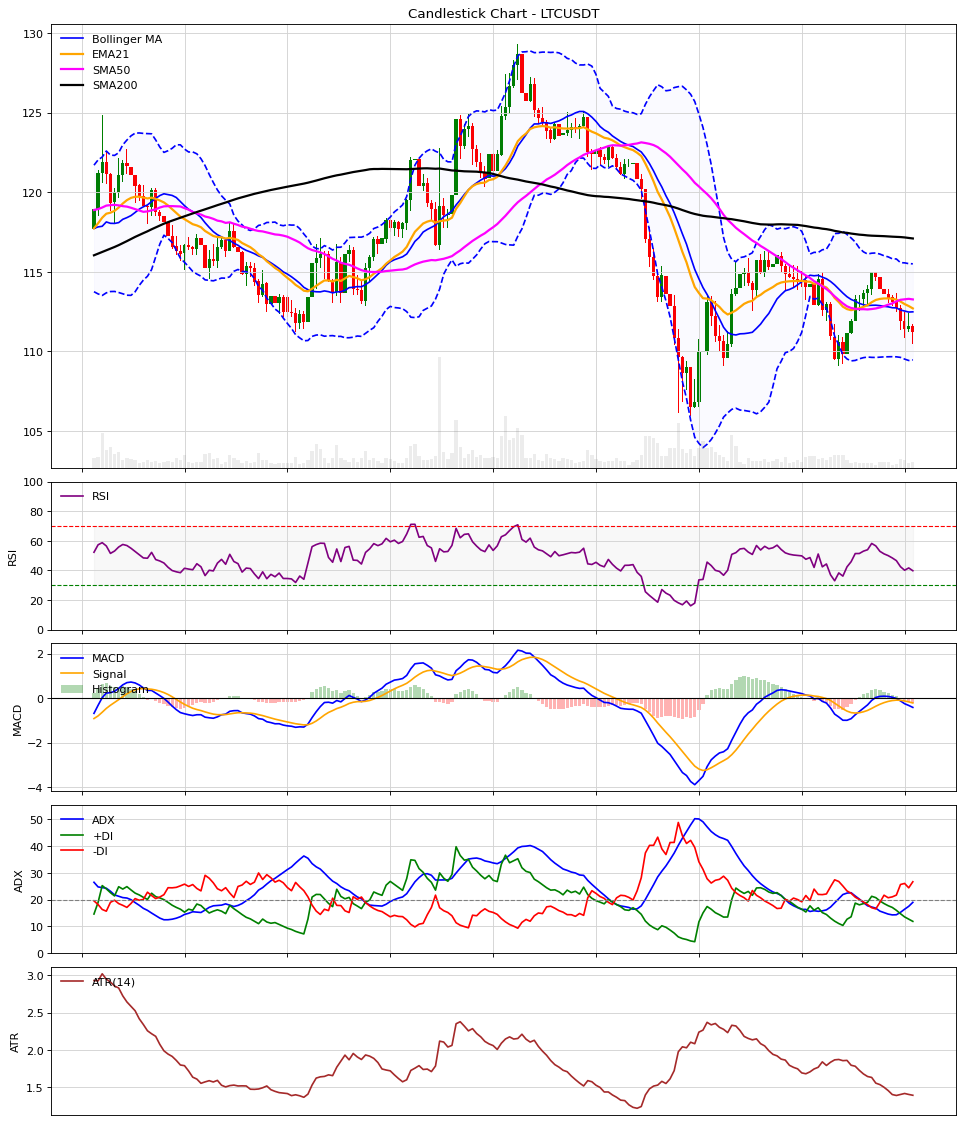 Candlestick Chart - LTCUSDT
130
125
120
115
110
105
Bollinger MA
EMA21
SMA50
SMA200
100
80
60
40
20
0
RSI
RSI
2
0
−2
−4
MACD
MACD
Signal
Histogram
50
40
30
20
10
0
ADX
ADX
+DI
-DI
3.0
2.5
2.0
1.5
ATR
ATR(14)